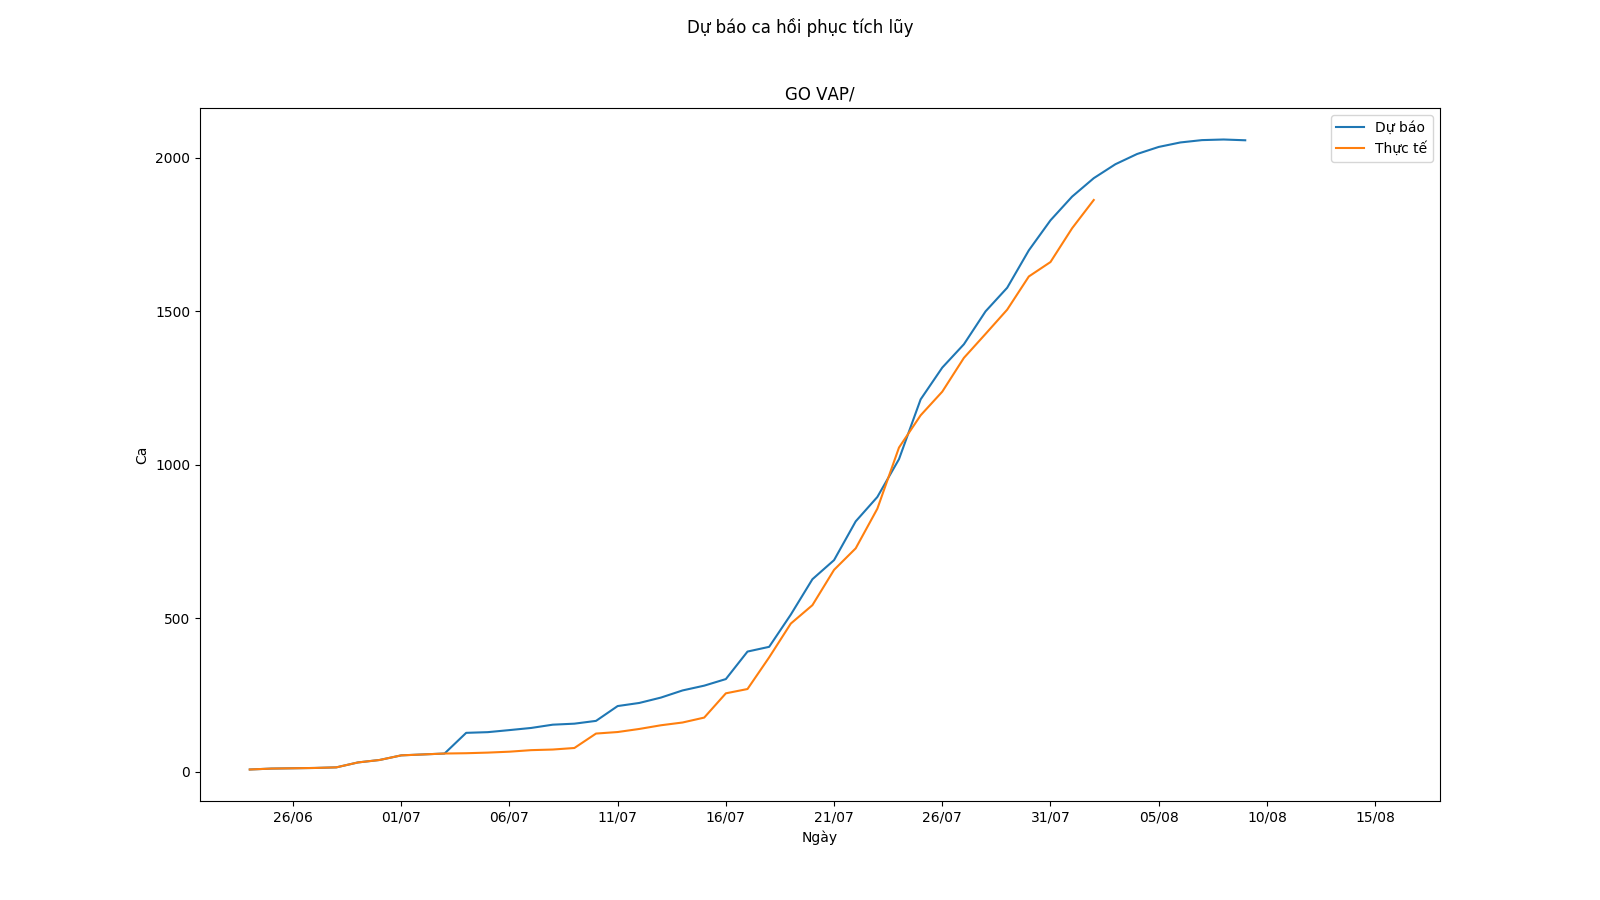 Dự báo ca hồi phục tích lũy
GO VAP/
Dự báo
Thực tế
2000
1500
1000
500
0
Ca
26/06 01/07 06/07 11/07 16/07 21/07 26/07 31/07 05/08 10/08 15/08
Ngày